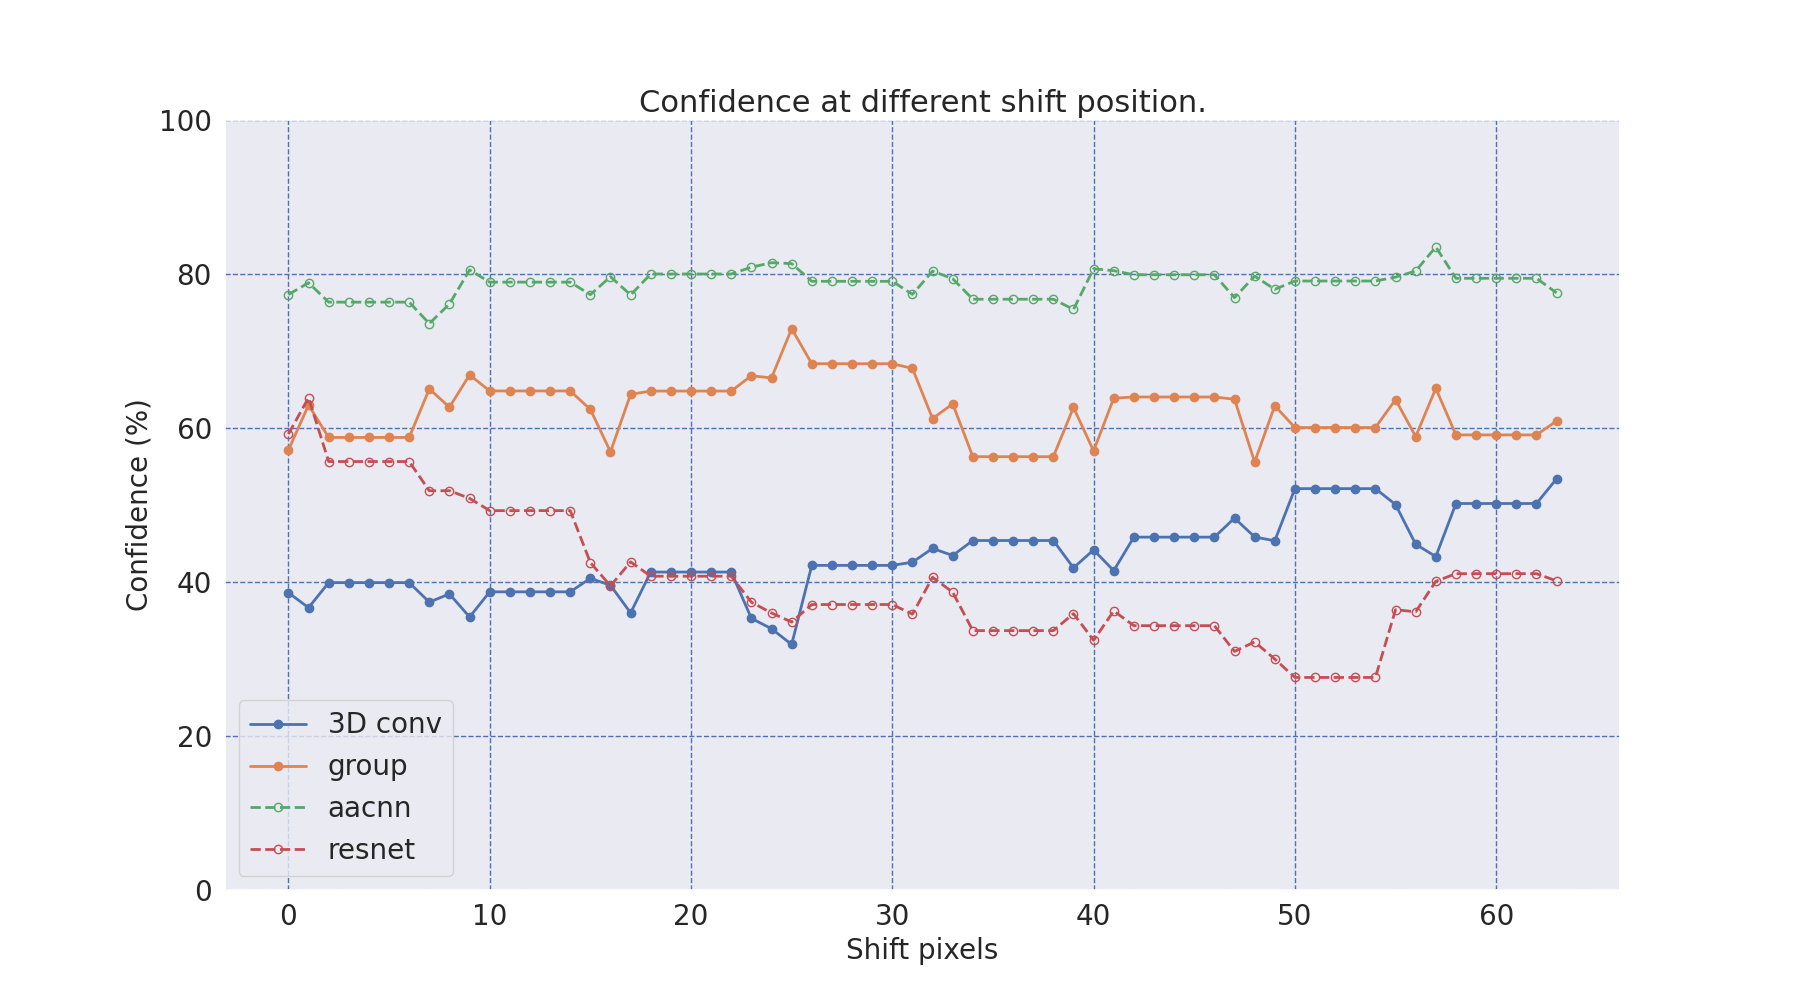 Confidence at different shift position.
100
80
60
40
20
0
Confidence (%)
3D conv
group
aacnn
resnet
0 10 20 30 40 50 60
Shift pixels